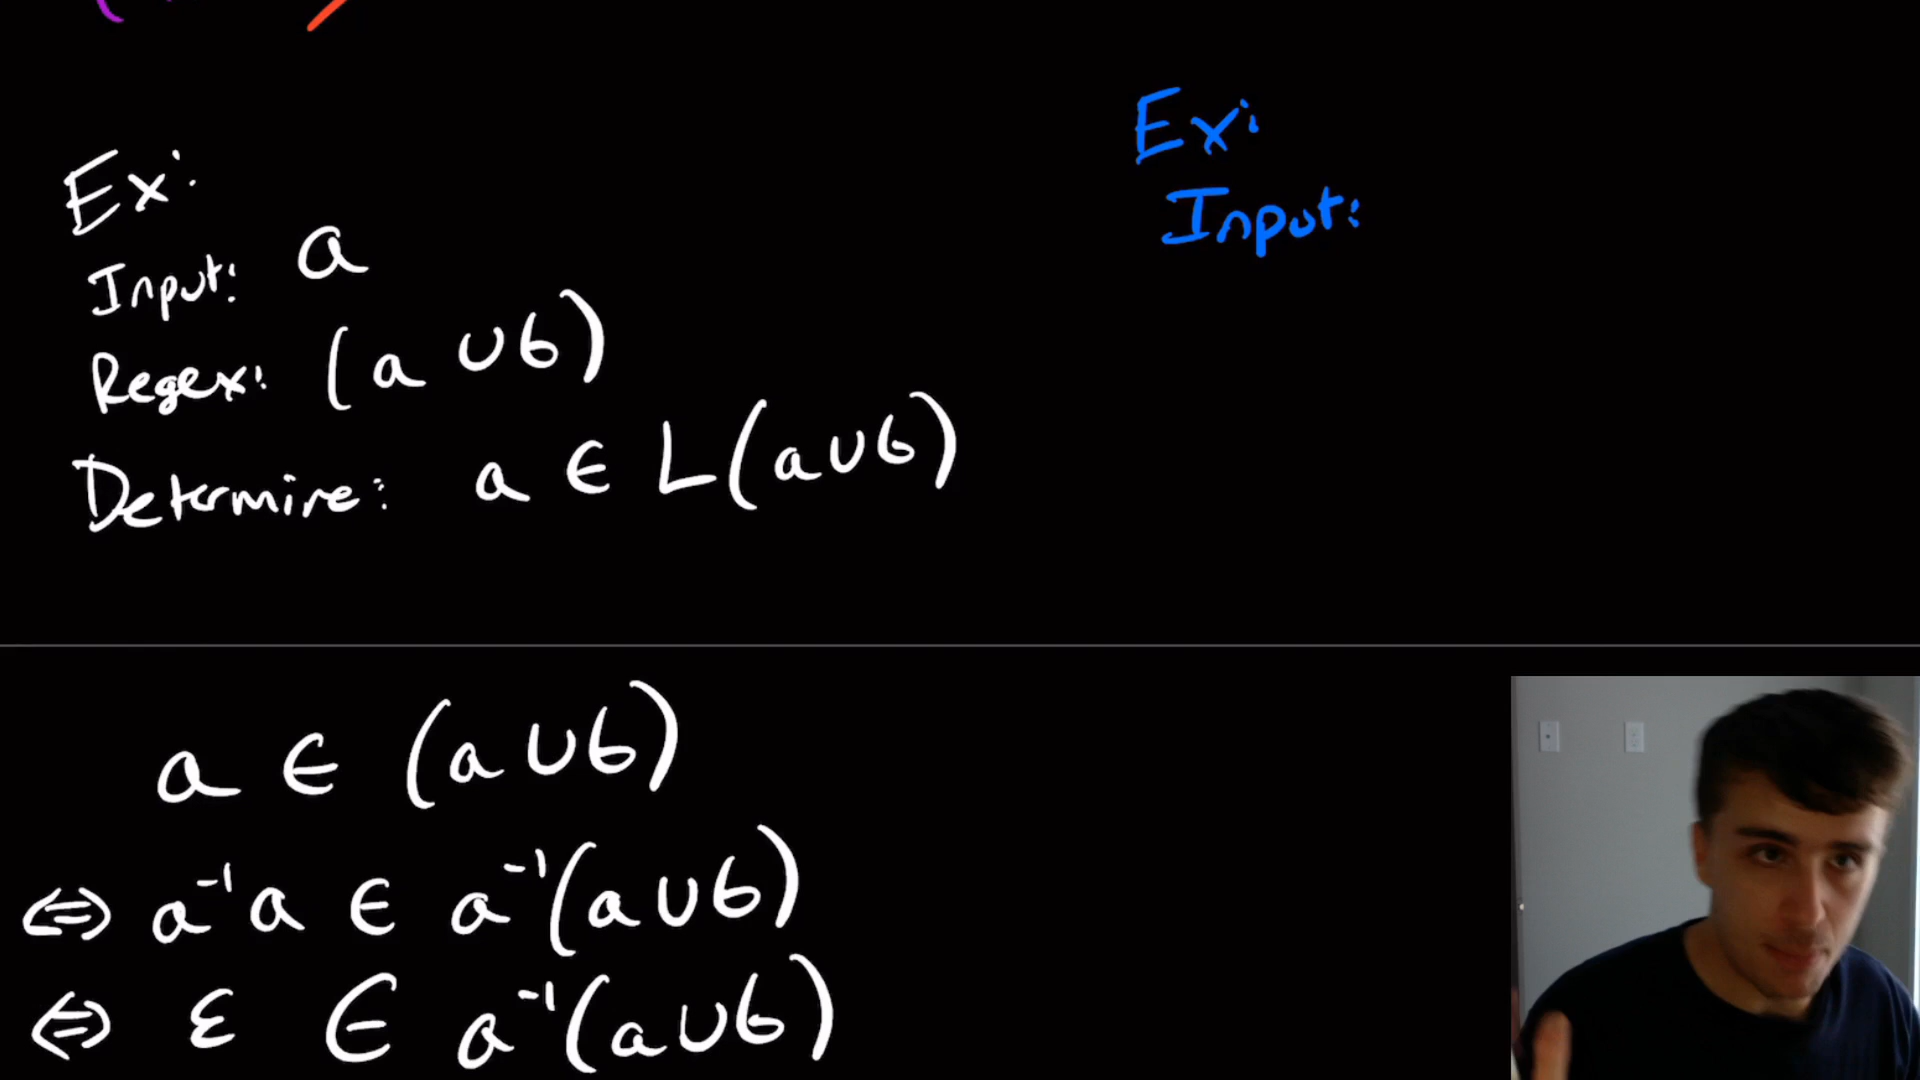 Ex:
Input: a
Regex: (a ∪ b)
Determine: a ∈ L(a∪b)
a ∈ (a ∪ b)
⇔ a⁻¹a ∈ a⁻¹(a ∪ b)
⇔ ε ∈ a⁻¹(a ∪ b)
Ex:
Input: